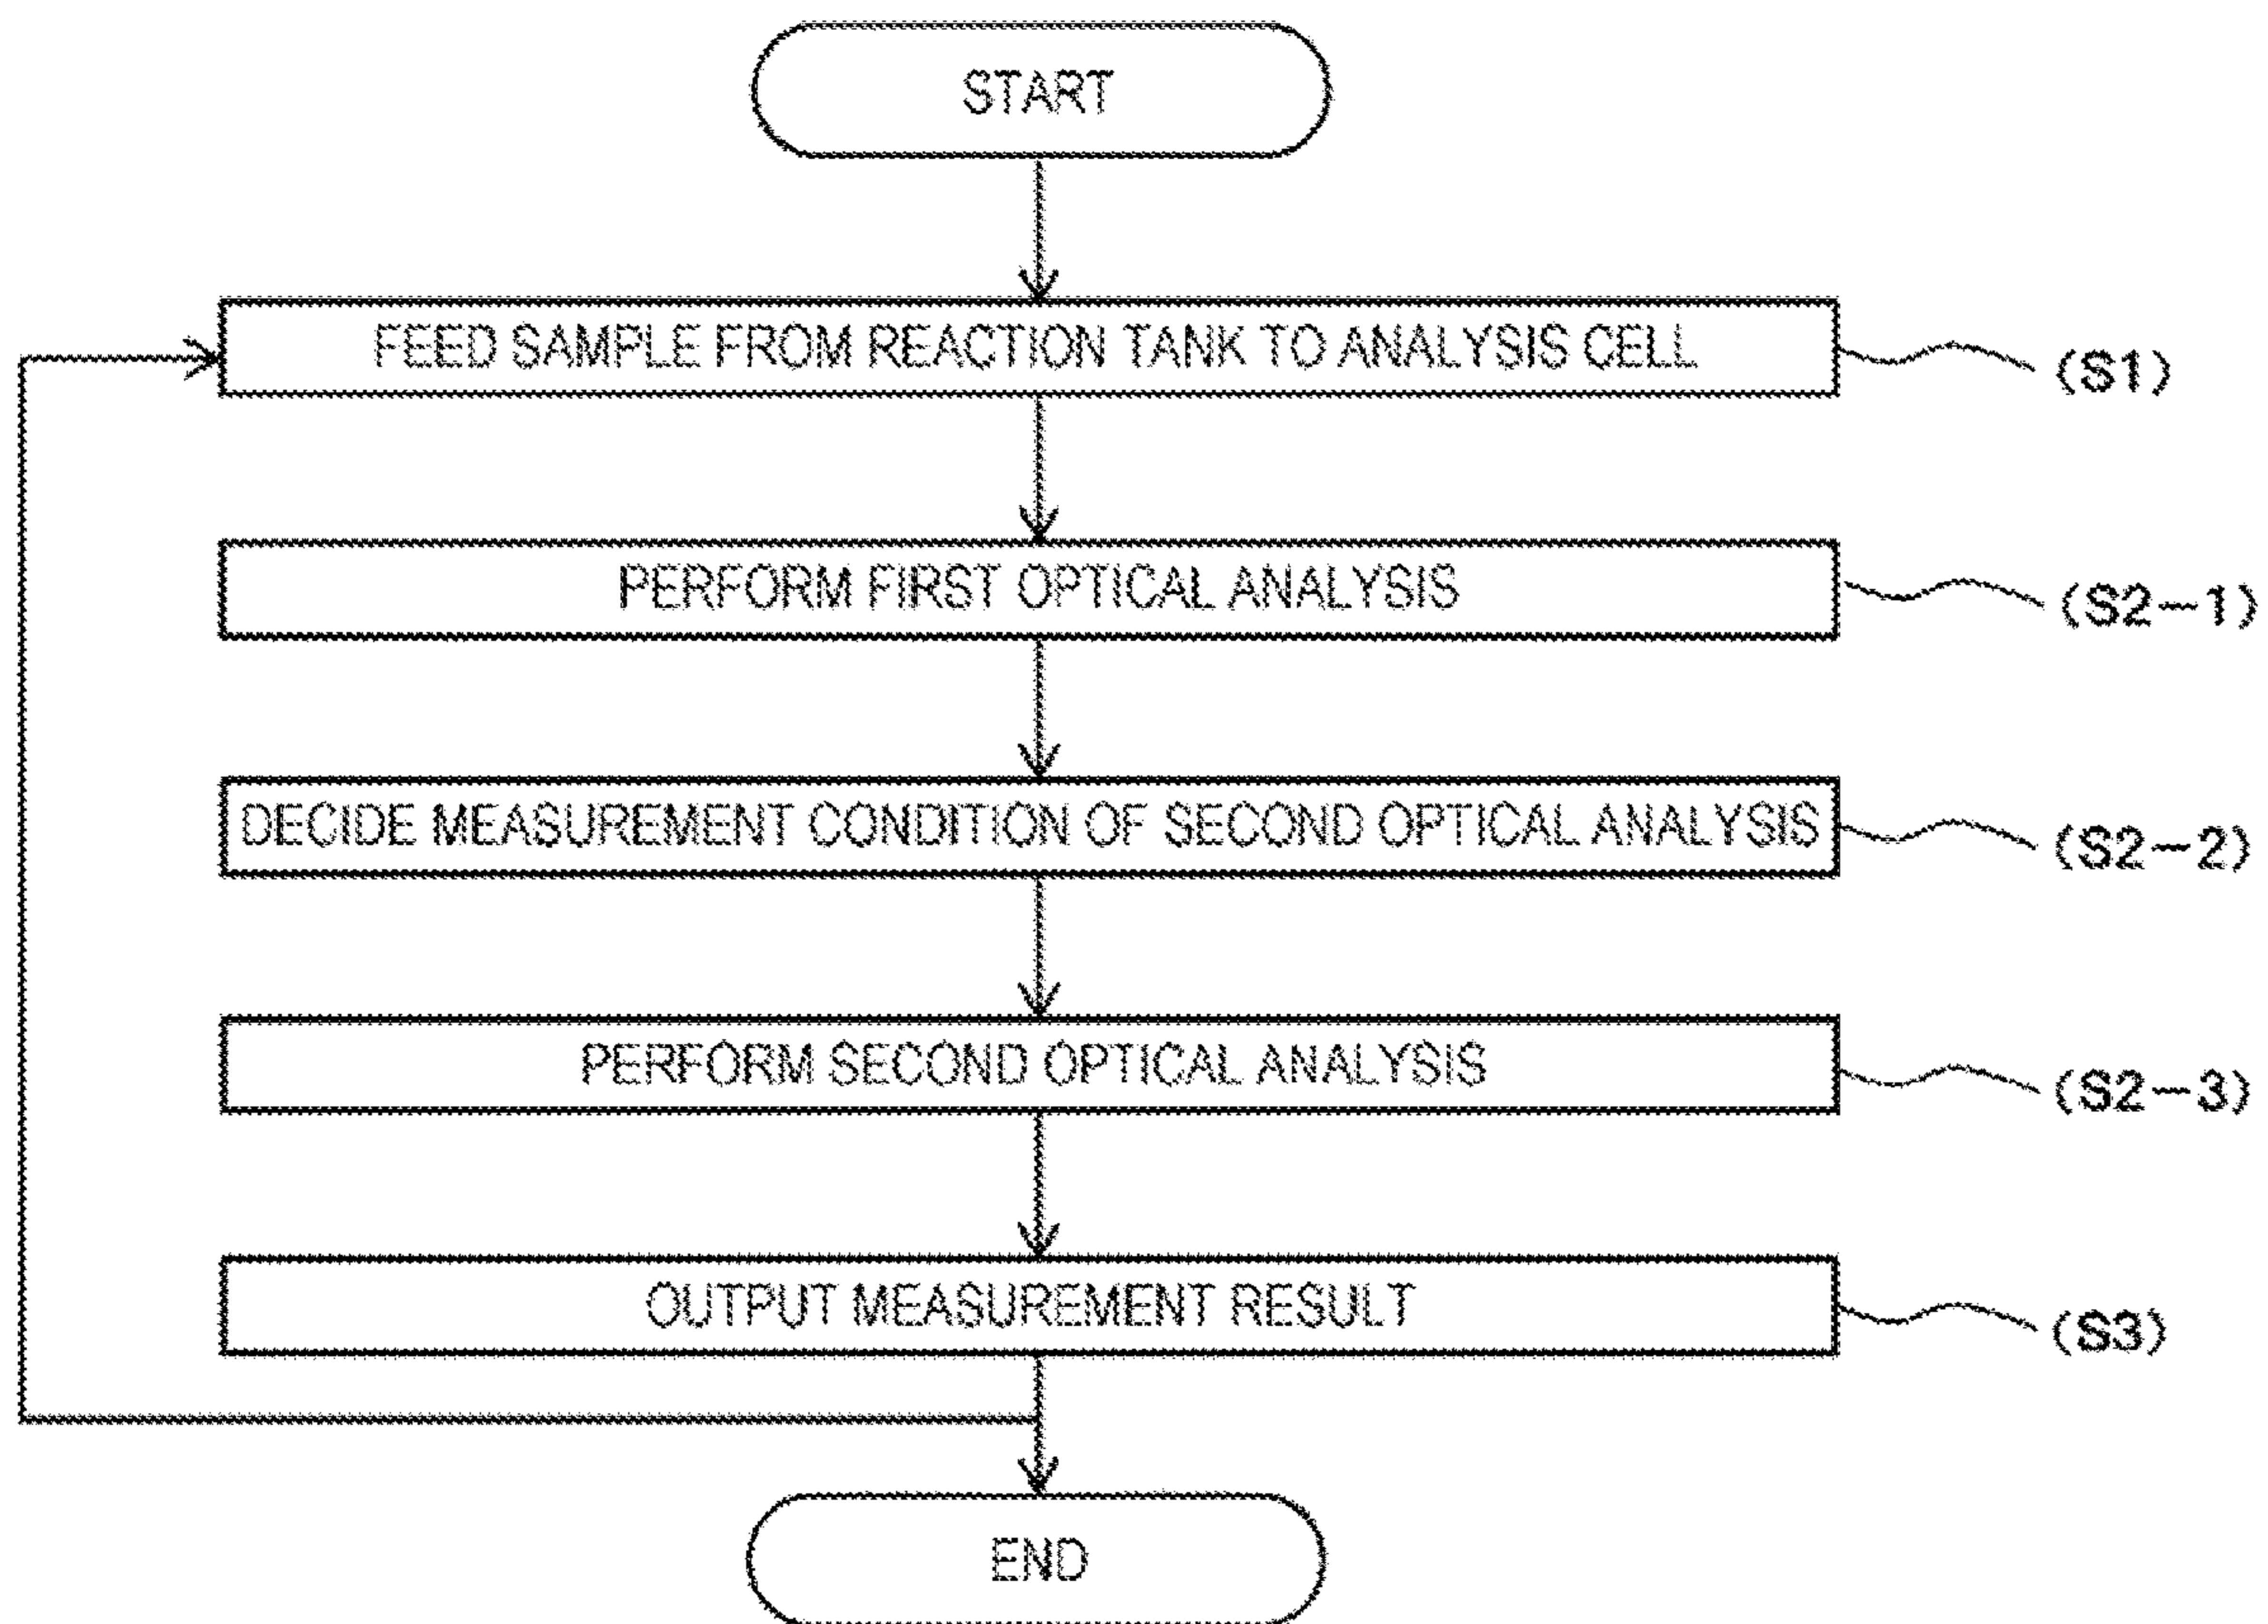 START
FEED SAMPLE FROM REACTION TANK TO ANALYSIS CELL
(S1)
PERFORM FIRST OPTICAL ANALYSIS
(S2-1)
DECIDE MEASUREMENT CONDITION OF SECOND OPTICAL ANALYSIS
(S2-2)
PERFORM SECOND OPTICAL ANALYSIS
(S2-3)
OUTPUT MEASUREMENT RESULT
(S3)
END